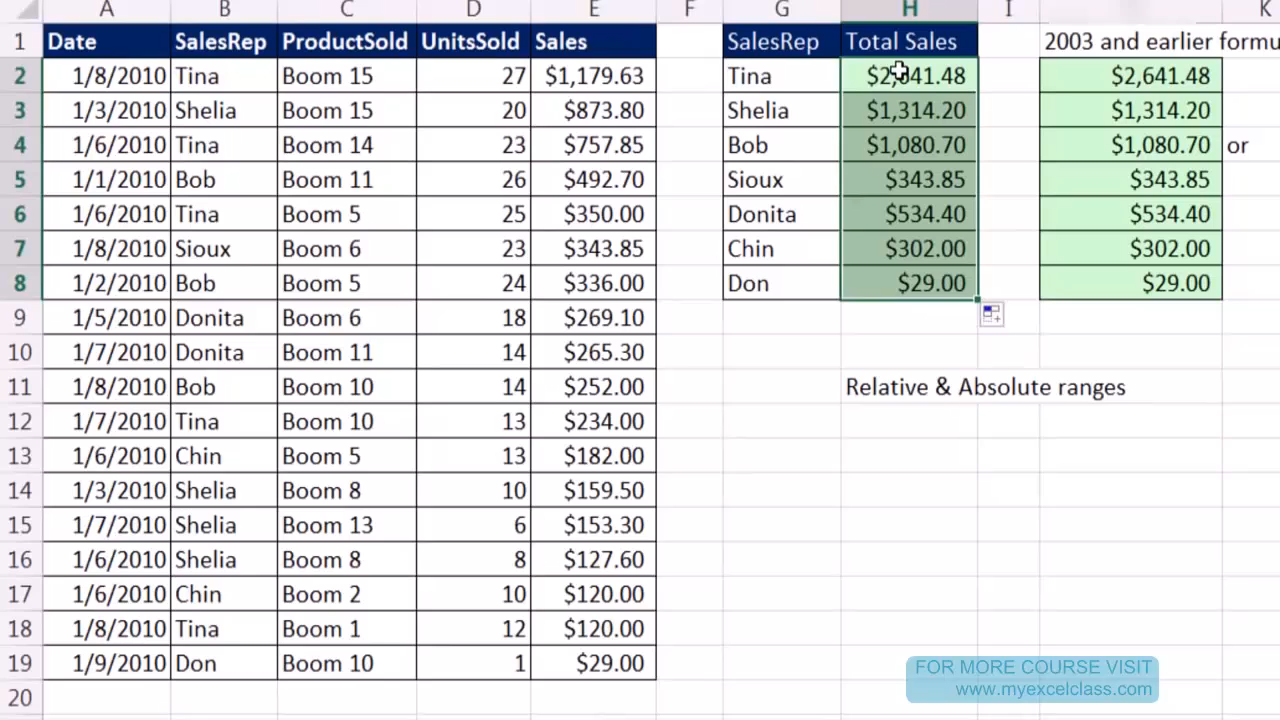 A B C D E F G H I K
1 Date SalesRep ProductSold UnitsSold Sales SalesRep Total Sales 2003 and earlier formu
2 1/8/2010 Tina Boom 15 27 $1,179.63 Tina $2,641.48 $2,641.48
3 1/3/2010 Shelia Boom 15 20 $873.80 Shelia $1,314.20 $1,314.20
4 1/6/2010 Tina Boom 14 23 $757.85 Bob $1,080.70 $1,080.70 or
5 1/1/2010 Bob Boom 11 26 $492.70 Sioux $343.85 $343.85
6 1/6/2010 Tina Boom 5 25 $350.00 Donita $534.40 $534.40
7 1/8/2010 Sioux Boom 6 23 $343.85 Chin $302.00 $302.00
8 1/2/2010 Bob Boom 5 24 $336.00 Don $29.00 $29.00
9 1/5/2010 Donita Boom 6 18 $269.10
10 1/7/2010 Donita Boom 11 14 $265.30
11 1/8/2010 Bob Boom 10 14 $252.00 Relative & Absolute ranges
12 1/7/2010 Tina Boom 10 13 $234.00
13 1/6/2010 Chin Boom 5 13 $182.00
14 1/3/2010 Shelia Boom 8 10 $159.50
15 1/7/2010 Shelia Boom 13 6 $153.30
16 1/6/2010 Shelia Boom 8 8 $127.60
17 1/6/2010 Chin Boom 2 10 $120.00
18 1/8/2010 Tina Boom 1 12 $120.00
19 1/9/2010 Don Boom 10 1 $29.00
20
FOR MORE COURSE VISIT
www.myexcelclass.com